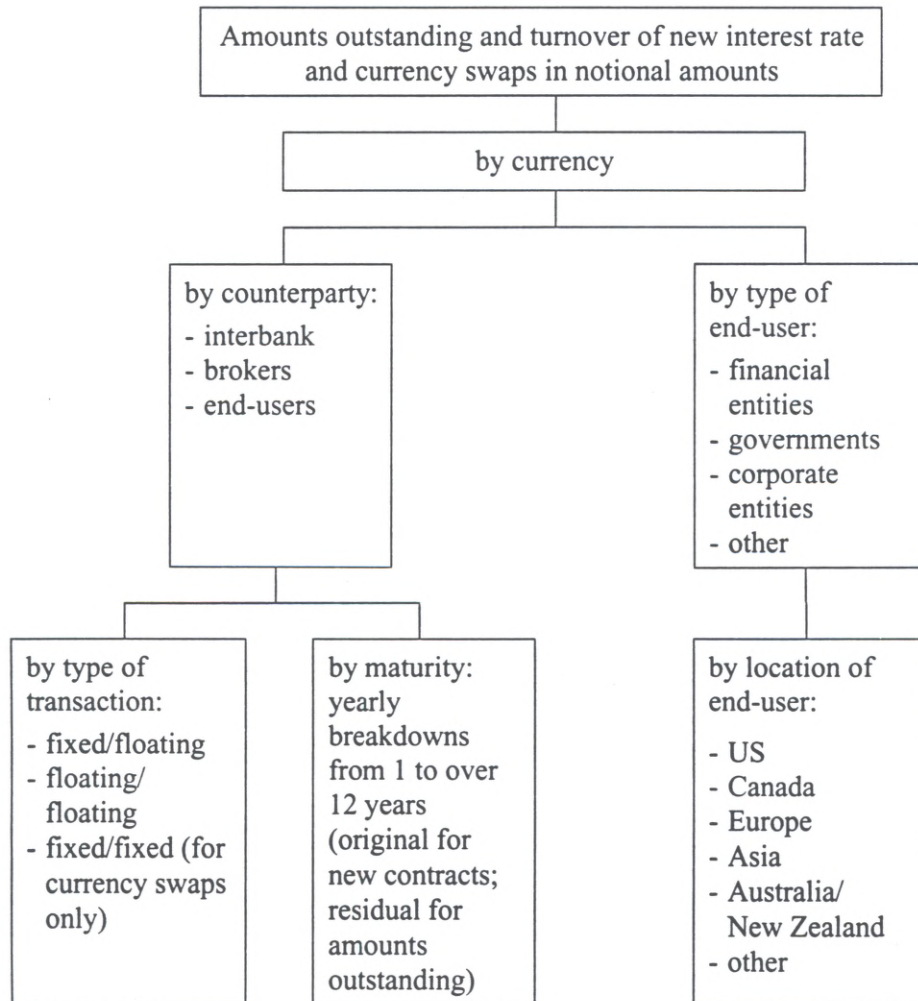 Amounts outstanding and turnover of new interest rate
and currency swaps in notional amounts
by currency
by counterparty:
- interbank
- brokers
- end-users
by type of
end-user:
- financial
entities
- governments
- corporate
entities
- other
by type of
transaction:
- fixed/floating
- floating/
floating
- fixed/fixed (for
currency swaps
only)
by maturity:
yearly
breakdowns
from 1 to over
12 years
(original for
new contracts;
residual for
amounts
outstanding)
by location of
end-user:
- US
- Canada
- Europe
- Asia
- Australia/
New Zealand
- other